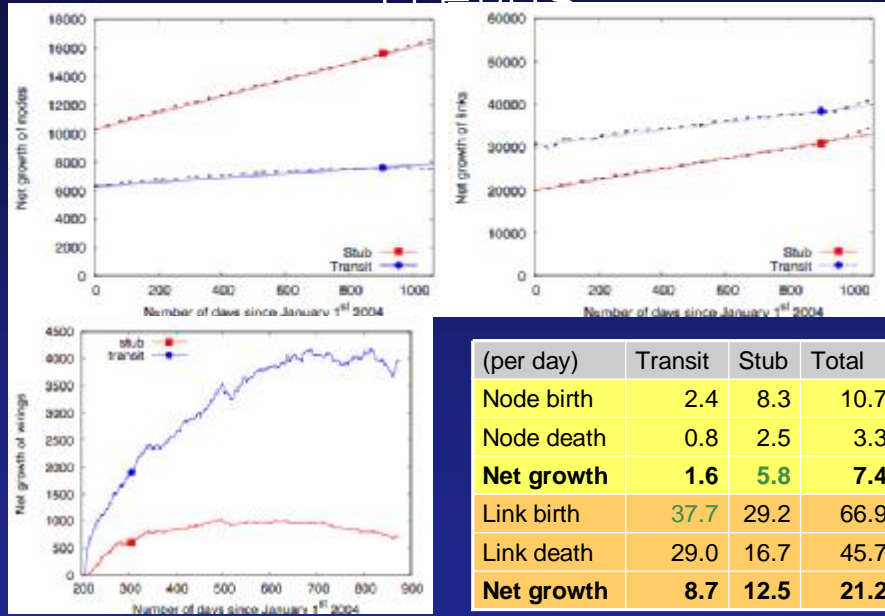 18000
16000
14000
12000
10000
8000
6000
4000
2000
0
Net growth of nodes
Stub
Transit
0 200 400 600 800 1000
Number of days since January 1st 2004
60000
50000
40000
30000
20000
10000
0
Net growth of links
Stub
Transit
0 200 400 600 800 1000
Number of days since January 1st 2004
4500
4000
3500
3000
2500
2000
1500
1000
500
0
Net growth of wirings
stub
transit
200 300 400 500 600 700 800 900
Number of days since January 1st 2004
(per day) Transit Stub Total
Node birth 2.4 8.3 10.7
Node death 0.8 2.5 3.3
Net growth 1.6 5.8 7.4
Link birth 37.7 29.2 66.9
Link death 29.0 16.7 45.7
Net growth 8.7 12.5 21.2